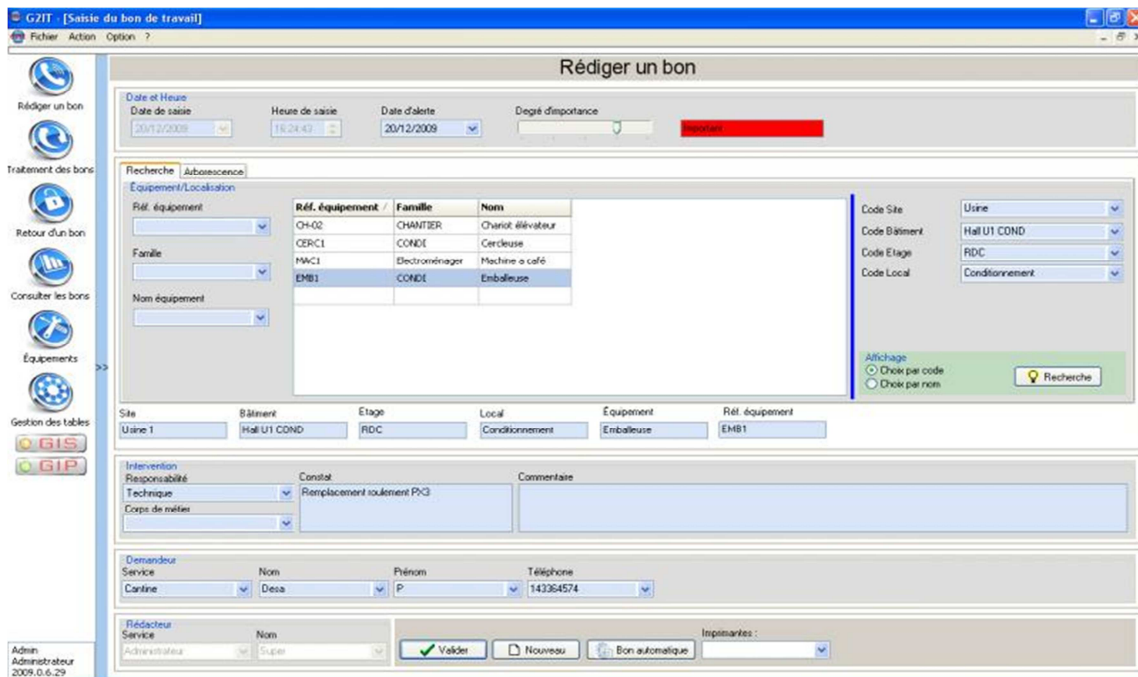 G2IT - [Saisie du bon de travail]
Fichier Action Option ?
Rédiger un bon
Rédiger un bon
Traitement des bons
Retour d'un bon
Consulter les bons
Équipements
Gestion des tables
GIS
GIP
>>
Admin
Administrateur
2009.0.6.29
Date et Heure
Date de saisie Heure de saisie Date d'alerte Degré d'importance
20/12/2009 16:24:43 20/12/2009 Important
Recherche Arborescence
Équipement/Localisation
Réf. équipement
Famille
Nom équipement
Réf. équipement / Famille Nom
CH-02 CHANTIER Chariot élévateur
CERC1 CONDI Cercleuse
MAC1 Electroménager Machine a café
EMB1 CONDI Emballeuse
Code Site Usine
Code Bâtiment Hall U1 COND
Code Etage RDC
Code Local Conditionnement
Affichage
Choix par code
Choix par nom
Recherche
Site Bâtiment Etage Local Équipement Réf. équipement
Usine 1 Hall U1 COND RDC Conditionnement Emballeuse EMB1
Intervention
Responsabilité Constat Commentaire
Technique Remplacement roulement PX3
Corps de métier
Demandeur
Service Nom Prénom Téléphone
Cantine Desa P 143364574
Rédacteur
Service Nom Imprimantes :
Administrateur Super Valider Nouveau Bon automatique